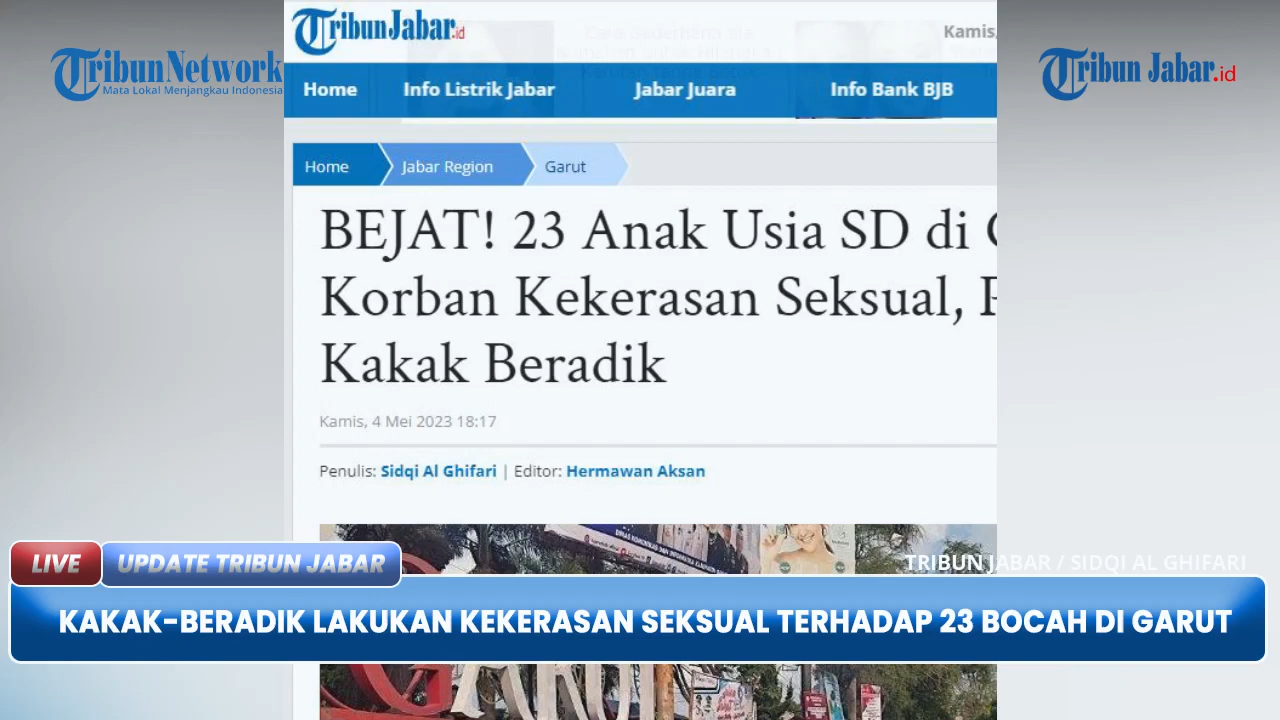 TribunNetwork
Mata Lokal Menjangkau Indonesia
TribunJabar.id
Kamis,
Tribun Jabar.id
Home
Info Listrik Jabar
Jabar Juara
Info Bank BJB
Home
Jabar Region
Garut
BEJAT! 23 Anak Usia SD di
Korban Kekerasan Seksual,
Kakak Beradik
Kamis, 4 Mei 2023 18:17
Penulis: Sidqi Al Ghifari | Editor: Hermawan Aksan
LIVE
UPDATE TRIBUN JABAR
TRIBUN JABAR / SIDQI AL GHIFARI
KAKAK-BERADIK LAKUKAN KEKERASAN SEKSUAL TERHADAP 23 BOCAH DI GARUT
GARUT